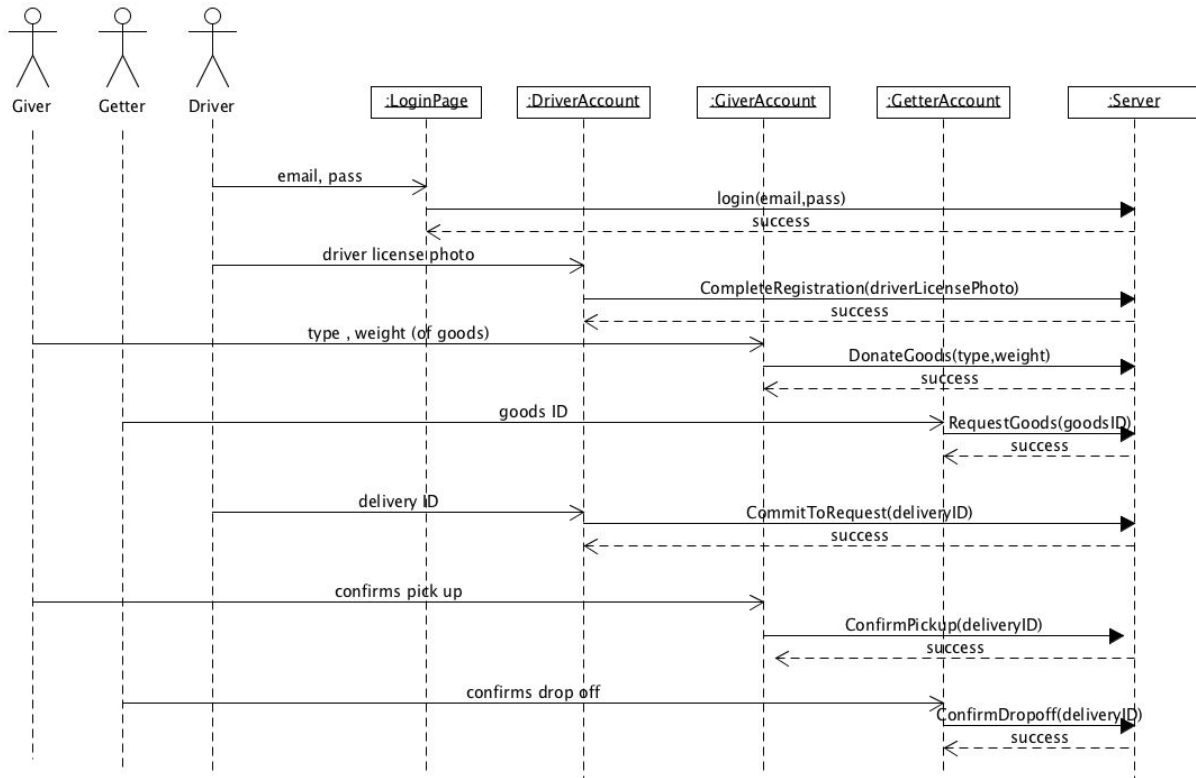 Giver
Getter
Driver
:LoginPage
:DriverAccount
:GiverAccount
:GetterAccount
:Server
email, pass
login(email,pass)
success
driver license photo
CompleteRegistration(driverLicensePhoto)
success
type , weight (of goods)
DonateGoods(type,weight)
success
goods ID
RequestGoods(goodsID)
success
delivery ID
CommitToRequest(deliveryID)
success
confirms pick up
ConfirmPickup(deliveryID)
success
confirms drop off
ConfirmDropoff(deliveryID)
success